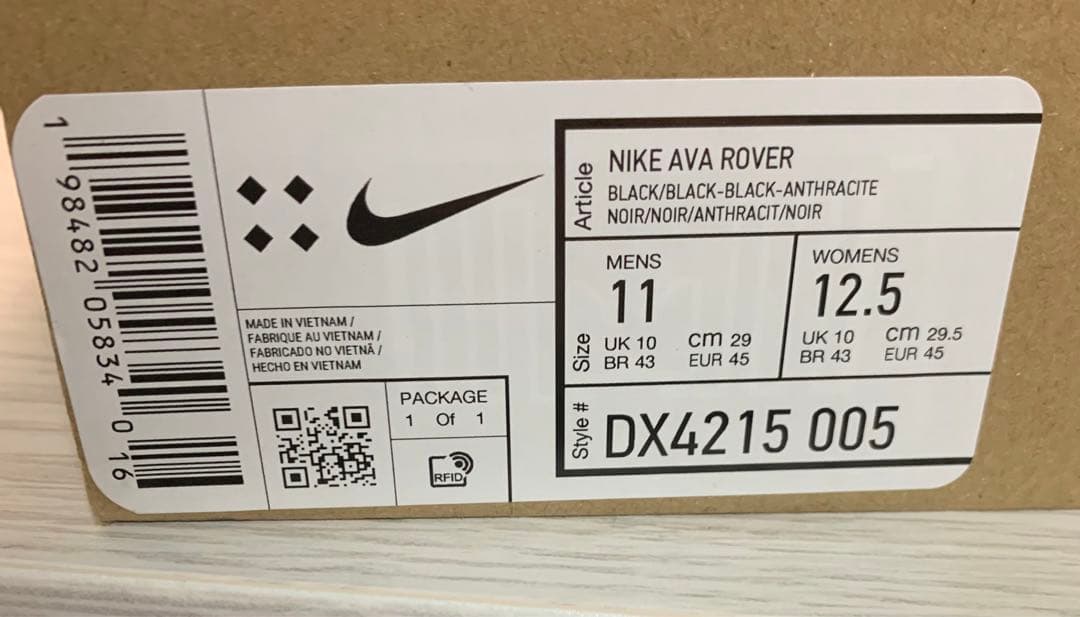 1 98482 05834 0 16
MADE IN VIETNAM /
FABRIQUE AU VIETNAM /
FABRICADO NO VIETNÃ /
HECHO EN VIETNAM
PACKAGE
1 Of 1
RFID
Article
NIKE AVA ROVER
BLACK/BLACK-BLACK-ANTHRACITE
NOIR/NOIR/ANTHRACIT/NOIR
Size
MENS
11
UK 10 cm 29
BR 43 EUR 45
WOMENS
12.5
UK 10 cm 29.5
BR 43 EUR 45
Style #
DX4215 005